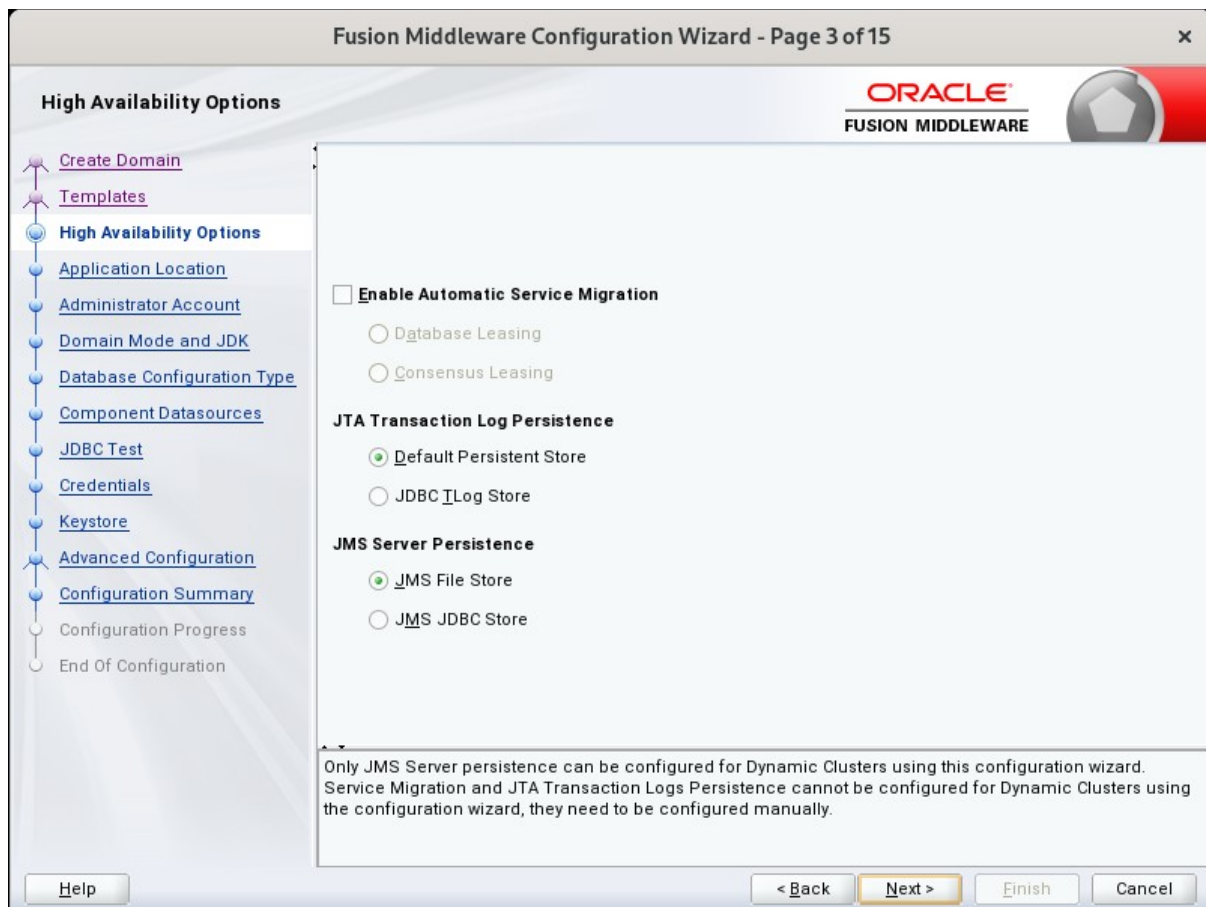 Fusion Middleware Configuration Wizard - Page 3 of 15
×
High Availability Options
ORACLE
FUSION MIDDLEWARE
Create Domain
Templates
High Availability Options
Application Location
Administrator Account
Domain Mode and JDK
Database Configuration Type
Component Datasources
JDBC Test
Credentials
Keystore
Advanced Configuration
Configuration Summary
Configuration Progress
End Of Configuration
Enable Automatic Service Migration
Database Leasing
Consensus Leasing
JTA Transaction Log Persistence
Default Persistent Store
JDBC TLog Store
JMS Server Persistence
JMS File Store
JMS JDBC Store
Only JMS Server persistence can be configured for Dynamic Clusters using this configuration wizard.
Service Migration and JTA Transaction Logs Persistence cannot be configured for Dynamic Clusters using
the configuration wizard, they need to be configured manually.
Help
< Back
Next >
Finish
Cancel